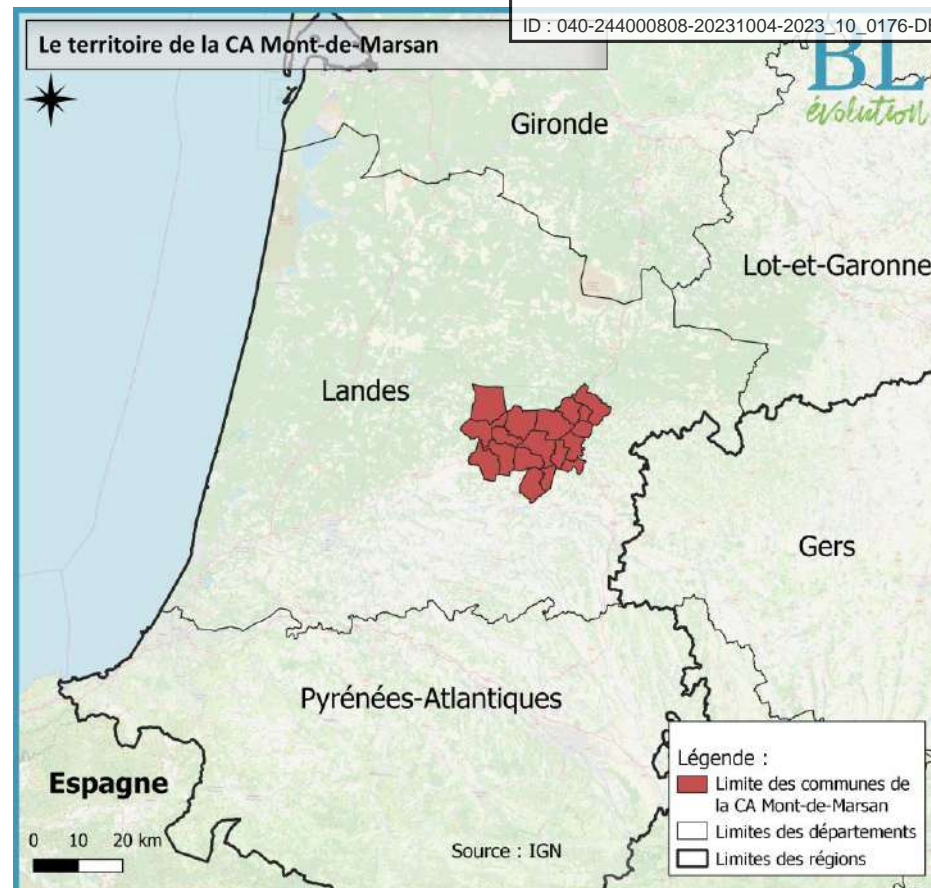 ID : 040-244000808-20231004-2023_10_0176-DE
Le territoire de la CA Mont-de-Marsan
BL
évolution
Gironde
Lot-et-Garonne
Landes
Gers
Pyrénées-Atlantiques
Espagne
0 10 20 km
Source : IGN
Légende :
Limite des communes de
la CA Mont-de-Marsan
Limites des départements
Limites des régions